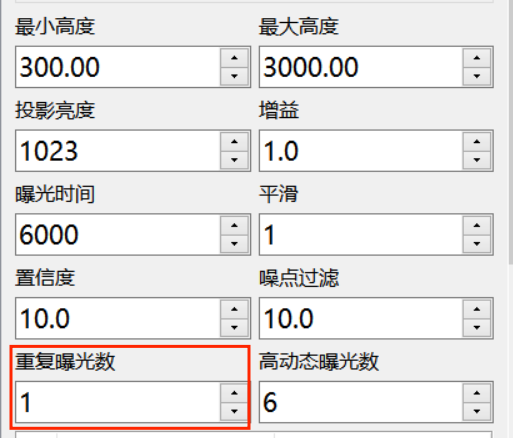 最小高度 最大高度
300.00 3000.00
投影亮度 增益
1023 1.0
曝光时间 平滑
6000 1
置信度 噪点过滤
10.0 10.0
重复曝光数 高动态曝光数
1 6